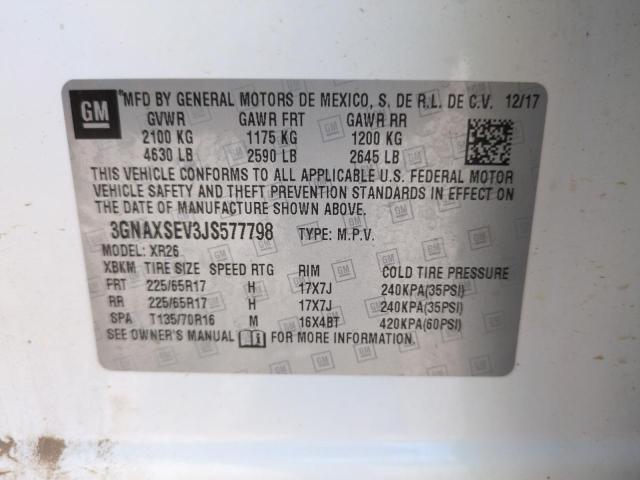 GM "MFD BY GENERAL MOTORS DE MEXICO, S. DE R.L. DE C.V. 12/17
GVWR GAWR FRT GAWR RR
2100 KG 1175 KG 1200 KG
4630 LB 2590 LB 2645 LB
THIS VEHICLE CONFORMS TO ALL APPLICABLE U.S. FEDERAL MOTOR
VEHICLE SAFETY AND THEFT PREVENTION STANDARDS IN EFFECT ON
THE DATE OF MANUFACTURE SHOWN ABOVE.
3GNAXSEV3JS577798 TYPE: M.P.V.
MODEL: XR26
XBKM TIRE SIZE SPEED RTG RIM COLD TIRE PRESSURE
FRT 225/65R17 H 17X7J 240KPA(35PSI)
RR 225/65R17 H 17X7J 240KPA(35PSI)
SPA T135/70R16 M 16X4BT 420KPA(60PSI)
SEE OWNER'S MANUAL FOR MORE INFORMATION.